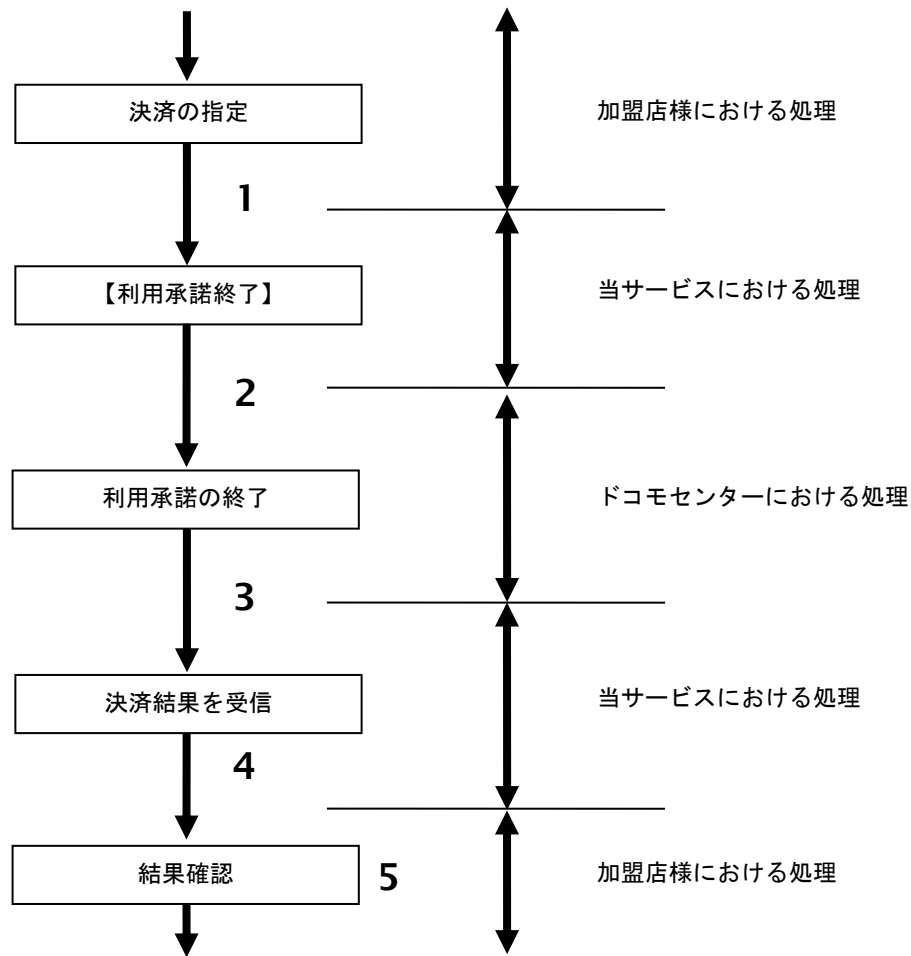 決済の指定
加盟店様における処理
1
【利用承諾終了】
当サービスにおける処理
2
利用承諾の終了
ドコモセンターにおける処理
3
決済結果を受信
当サービスにおける処理
4
結果確認
5
加盟店様における処理